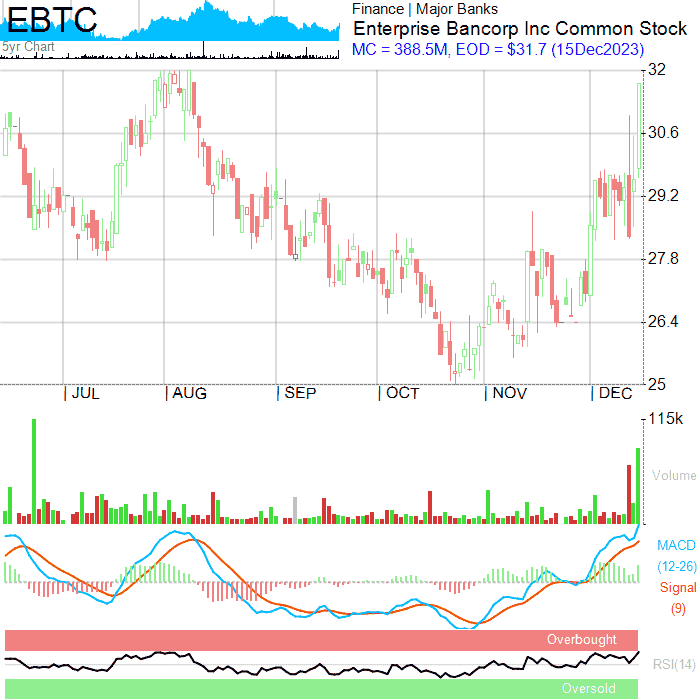 EBTC
5yr Chart
Finance | Major Banks
Enterprise Bancorp Inc Common Stock
MC = 388.5M, EOD = $31.7 (15Dec2023)
32
30.6
29.2
27.8
26.4
25
| JUL | AUG | SEP | OCT | NOV | DEC
115k
Volume
MACD
(12-26)
Signal
(9)
Overbought
RSI(14)
Oversold